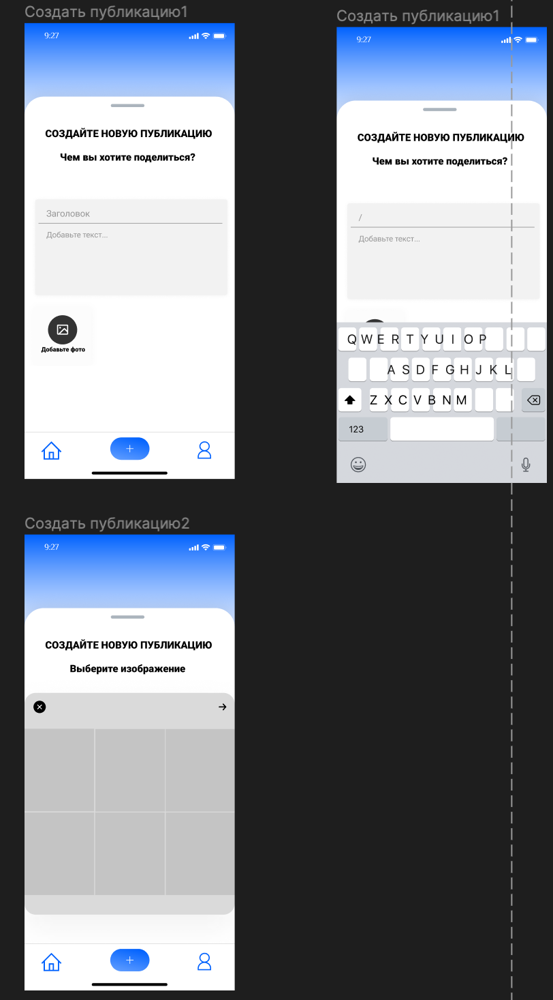 Создать публикацию1
9:27
СОЗДАЙТЕ НОВУЮ ПУБЛИКАЦИЮ
Чем вы хотите поделиться?
Заголовок
Добавьте текст...
Добавьте фото
Создать публикацию1
9:27
СОЗДАЙТЕ НОВУЮ ПУБЛИКАЦИЮ
Чем вы хотите поделиться?
/
Добавьте текст...
Q W E R T Y U I O P
A S D F G H J K L
Z X C V B N M
123
Создать публикацию2
9:27
СОЗДАЙТЕ НОВУЮ ПУБЛИКАЦИЮ
Выберите изображение